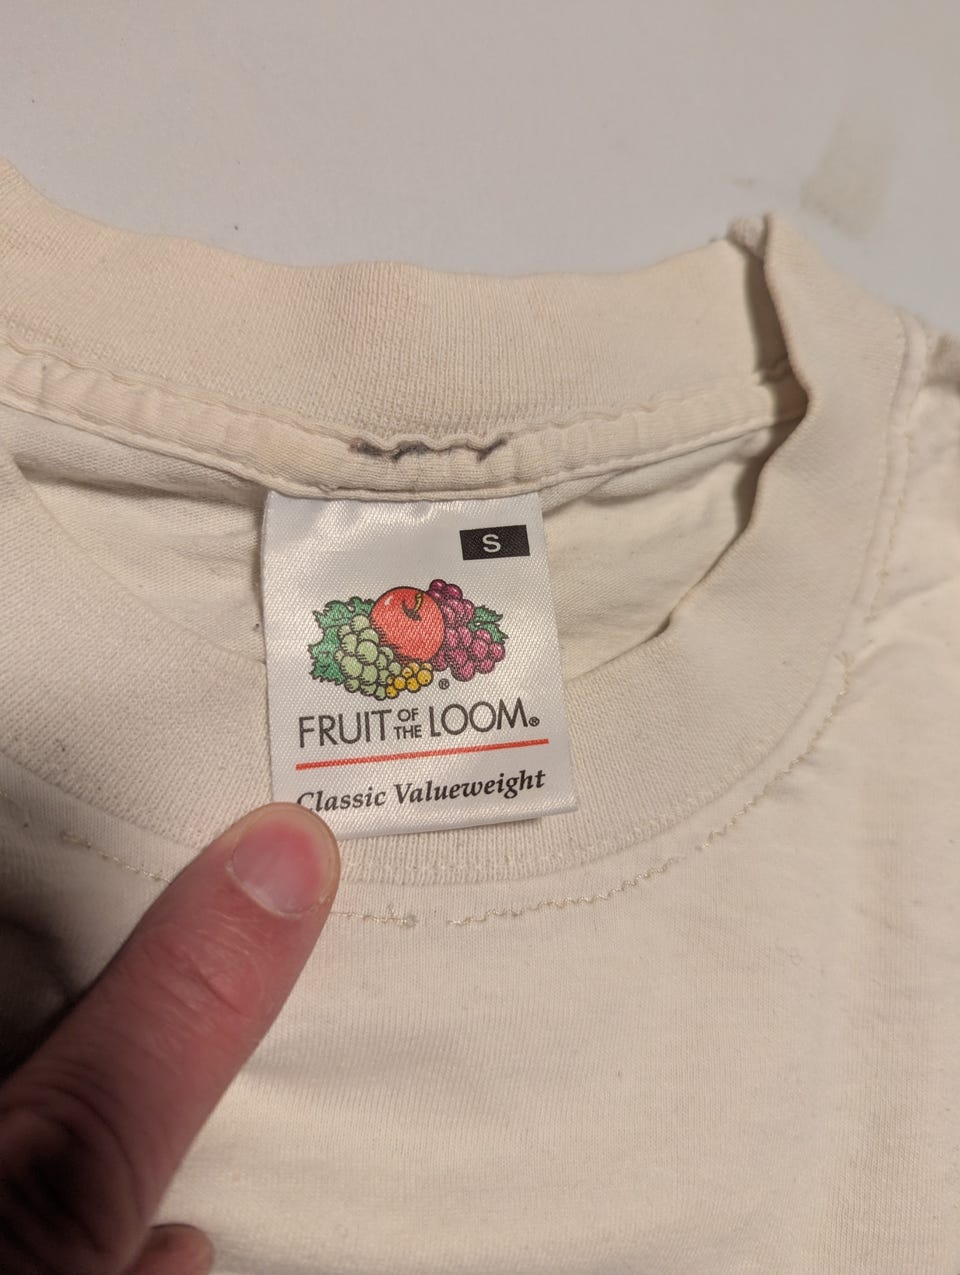 S
®
FRUIT OF THE LOOM®
Classic Valueweight